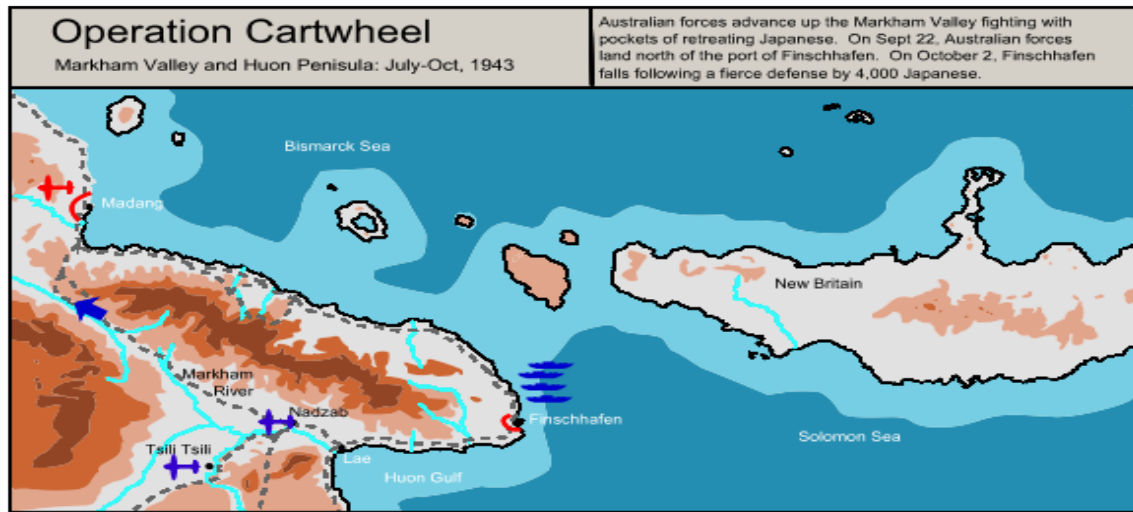 Operation Cartwheel
Markham Valley and Huon Penisula: July-Oct, 1943
Australian forces advance up the Markham Valley fighting with
pockets of retreating Japanese. On Sept 22, Australian forces
land north of the port of Finschhafen. On October 2, Finschhafen
falls following a fierce defense by 4,000 Japanese.
Bismarck Sea
Madang
New Britain
Markham
River
Nadzab
Finschhafen
Tsili Tsili
Lae
Solomon Sea
Huon Gulf